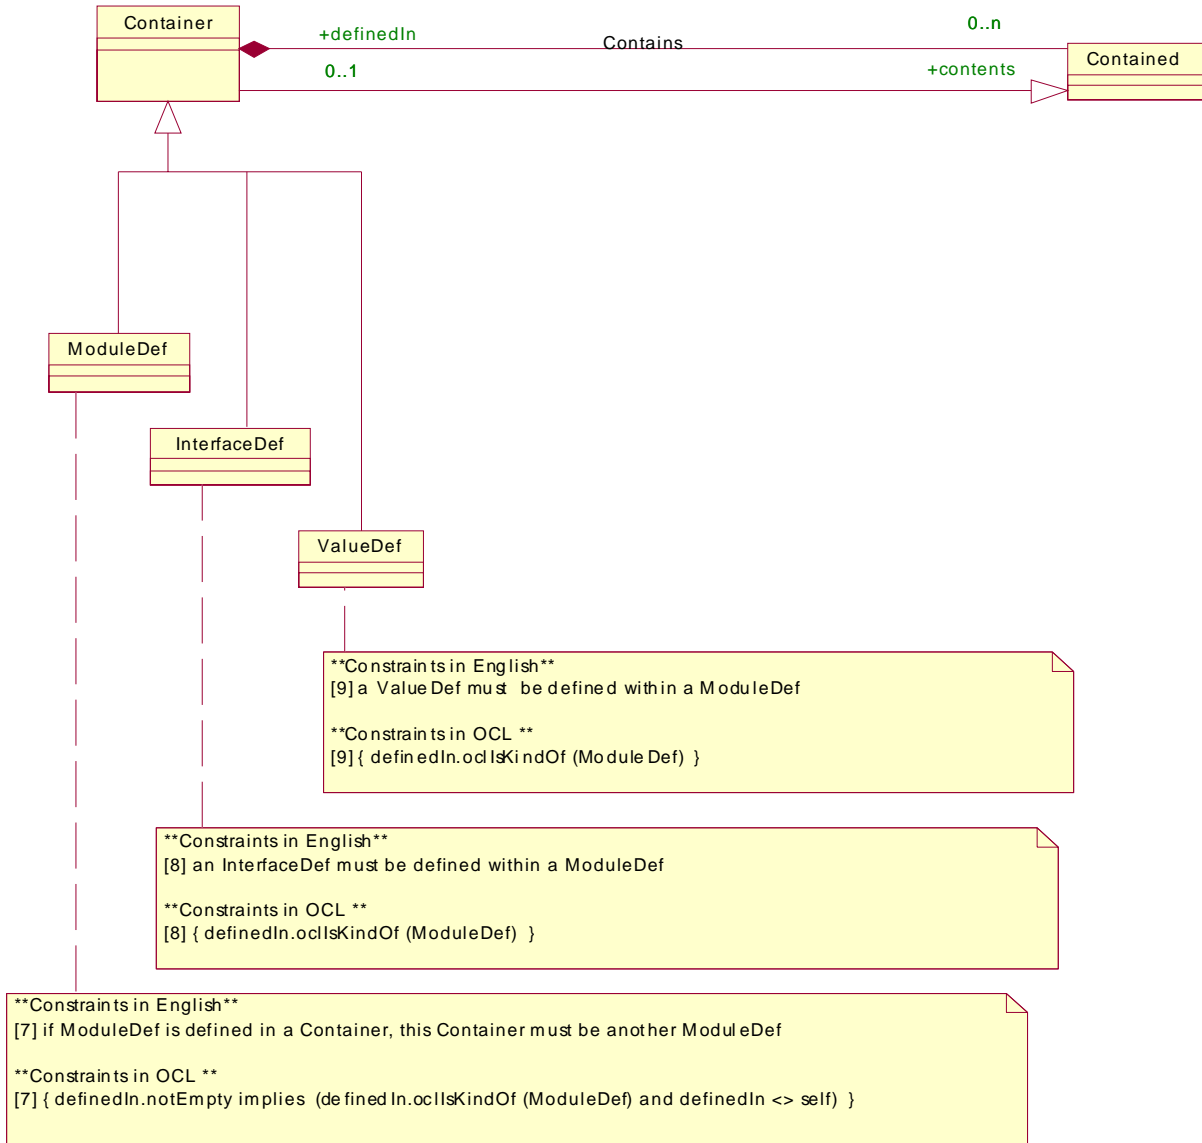 Container
+definedIn
Contains
0..n
0..1
+contents
Contained
ModuleDef
InterfaceDef
ValueDef
**Constraints in English**
[9] a ValueDef must be defined within a ModuleDef
**Constraints in OCL **
[9] { definedIn.oclIsKindOf (ModuleDef) }
**Constraints in English**
[8] an InterfaceDef must be defined within a ModuleDef
**Constraints in OCL **
[8] { definedIn.oclIsKindOf (ModuleDef) }
**Constraints in English**
[7] if ModuleDef is defined in a Container, this Container must be another ModuleDef
**Constraints in OCL **
[7] { definedIn.notEmpty implies (definedIn.oclIsKindOf (ModuleDef) and definedIn <> self) }